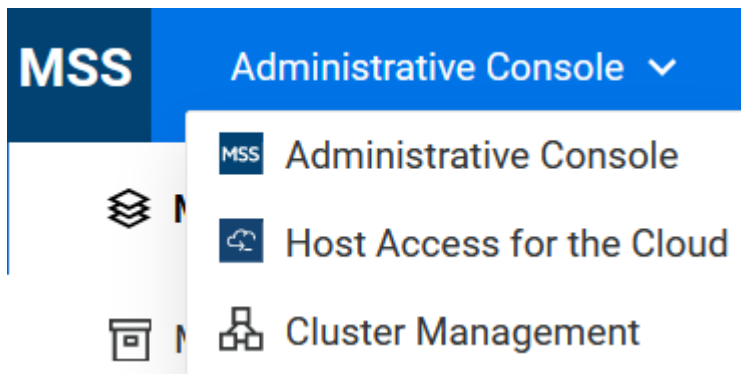 MSS Administrative Console
MSS Administrative Console
Host Access for the Cloud
Cluster Management